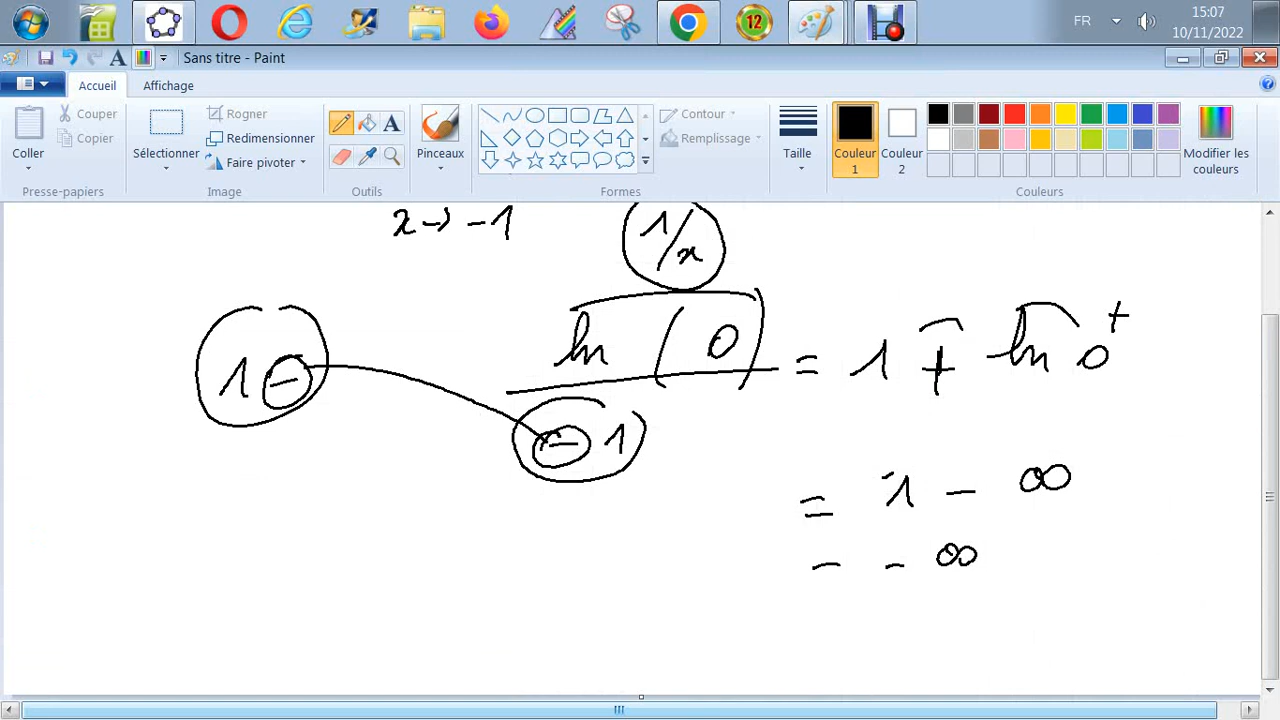 FR
15:07
10/11/2022
12
Sans titre - Paint
Accueil Affichage
Coller
Couper
Copier
Presse-papiers
Sélectionner
Rogner
Redimensionner
Faire pivoter
Image
A
Outils
Pinceaux
Formes
Contour
Remplissage
Taille
Couleur 1
Couleur 2
Modifier les couleurs
Couleurs
x → -1
1/x
1 - ln(0) / -1 = 1 + ln 0⁺
= 1 - ∞
- - ∞